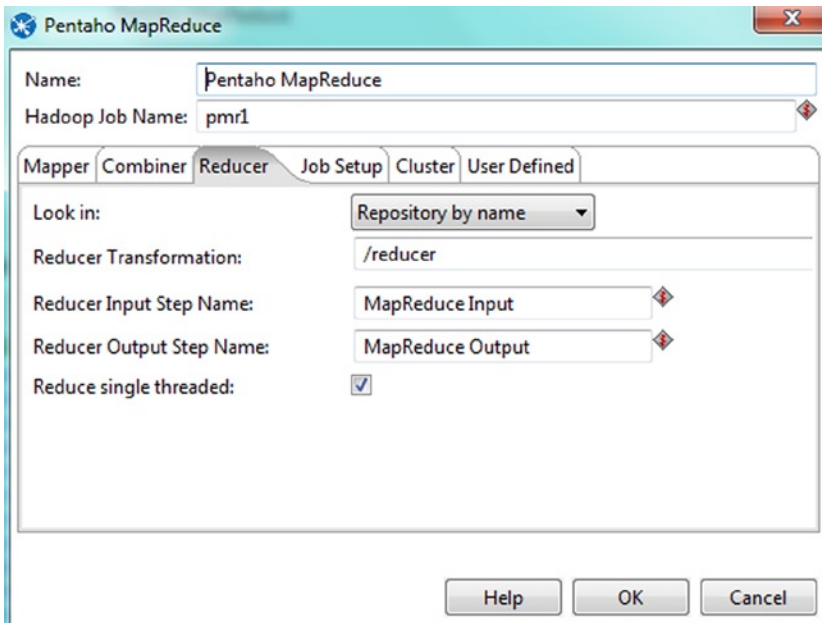 Pentaho MapReduce
Name: Pentaho MapReduce
Hadoop Job Name: pmr1
Mapper Combiner Reducer Job Setup Cluster User Defined
Look in: Repository by name
Reducer Transformation: /reducer
Reducer Input Step Name: MapReduce Input
Reducer Output Step Name: MapReduce Output
Reduce single threaded:
Help OK Cancel